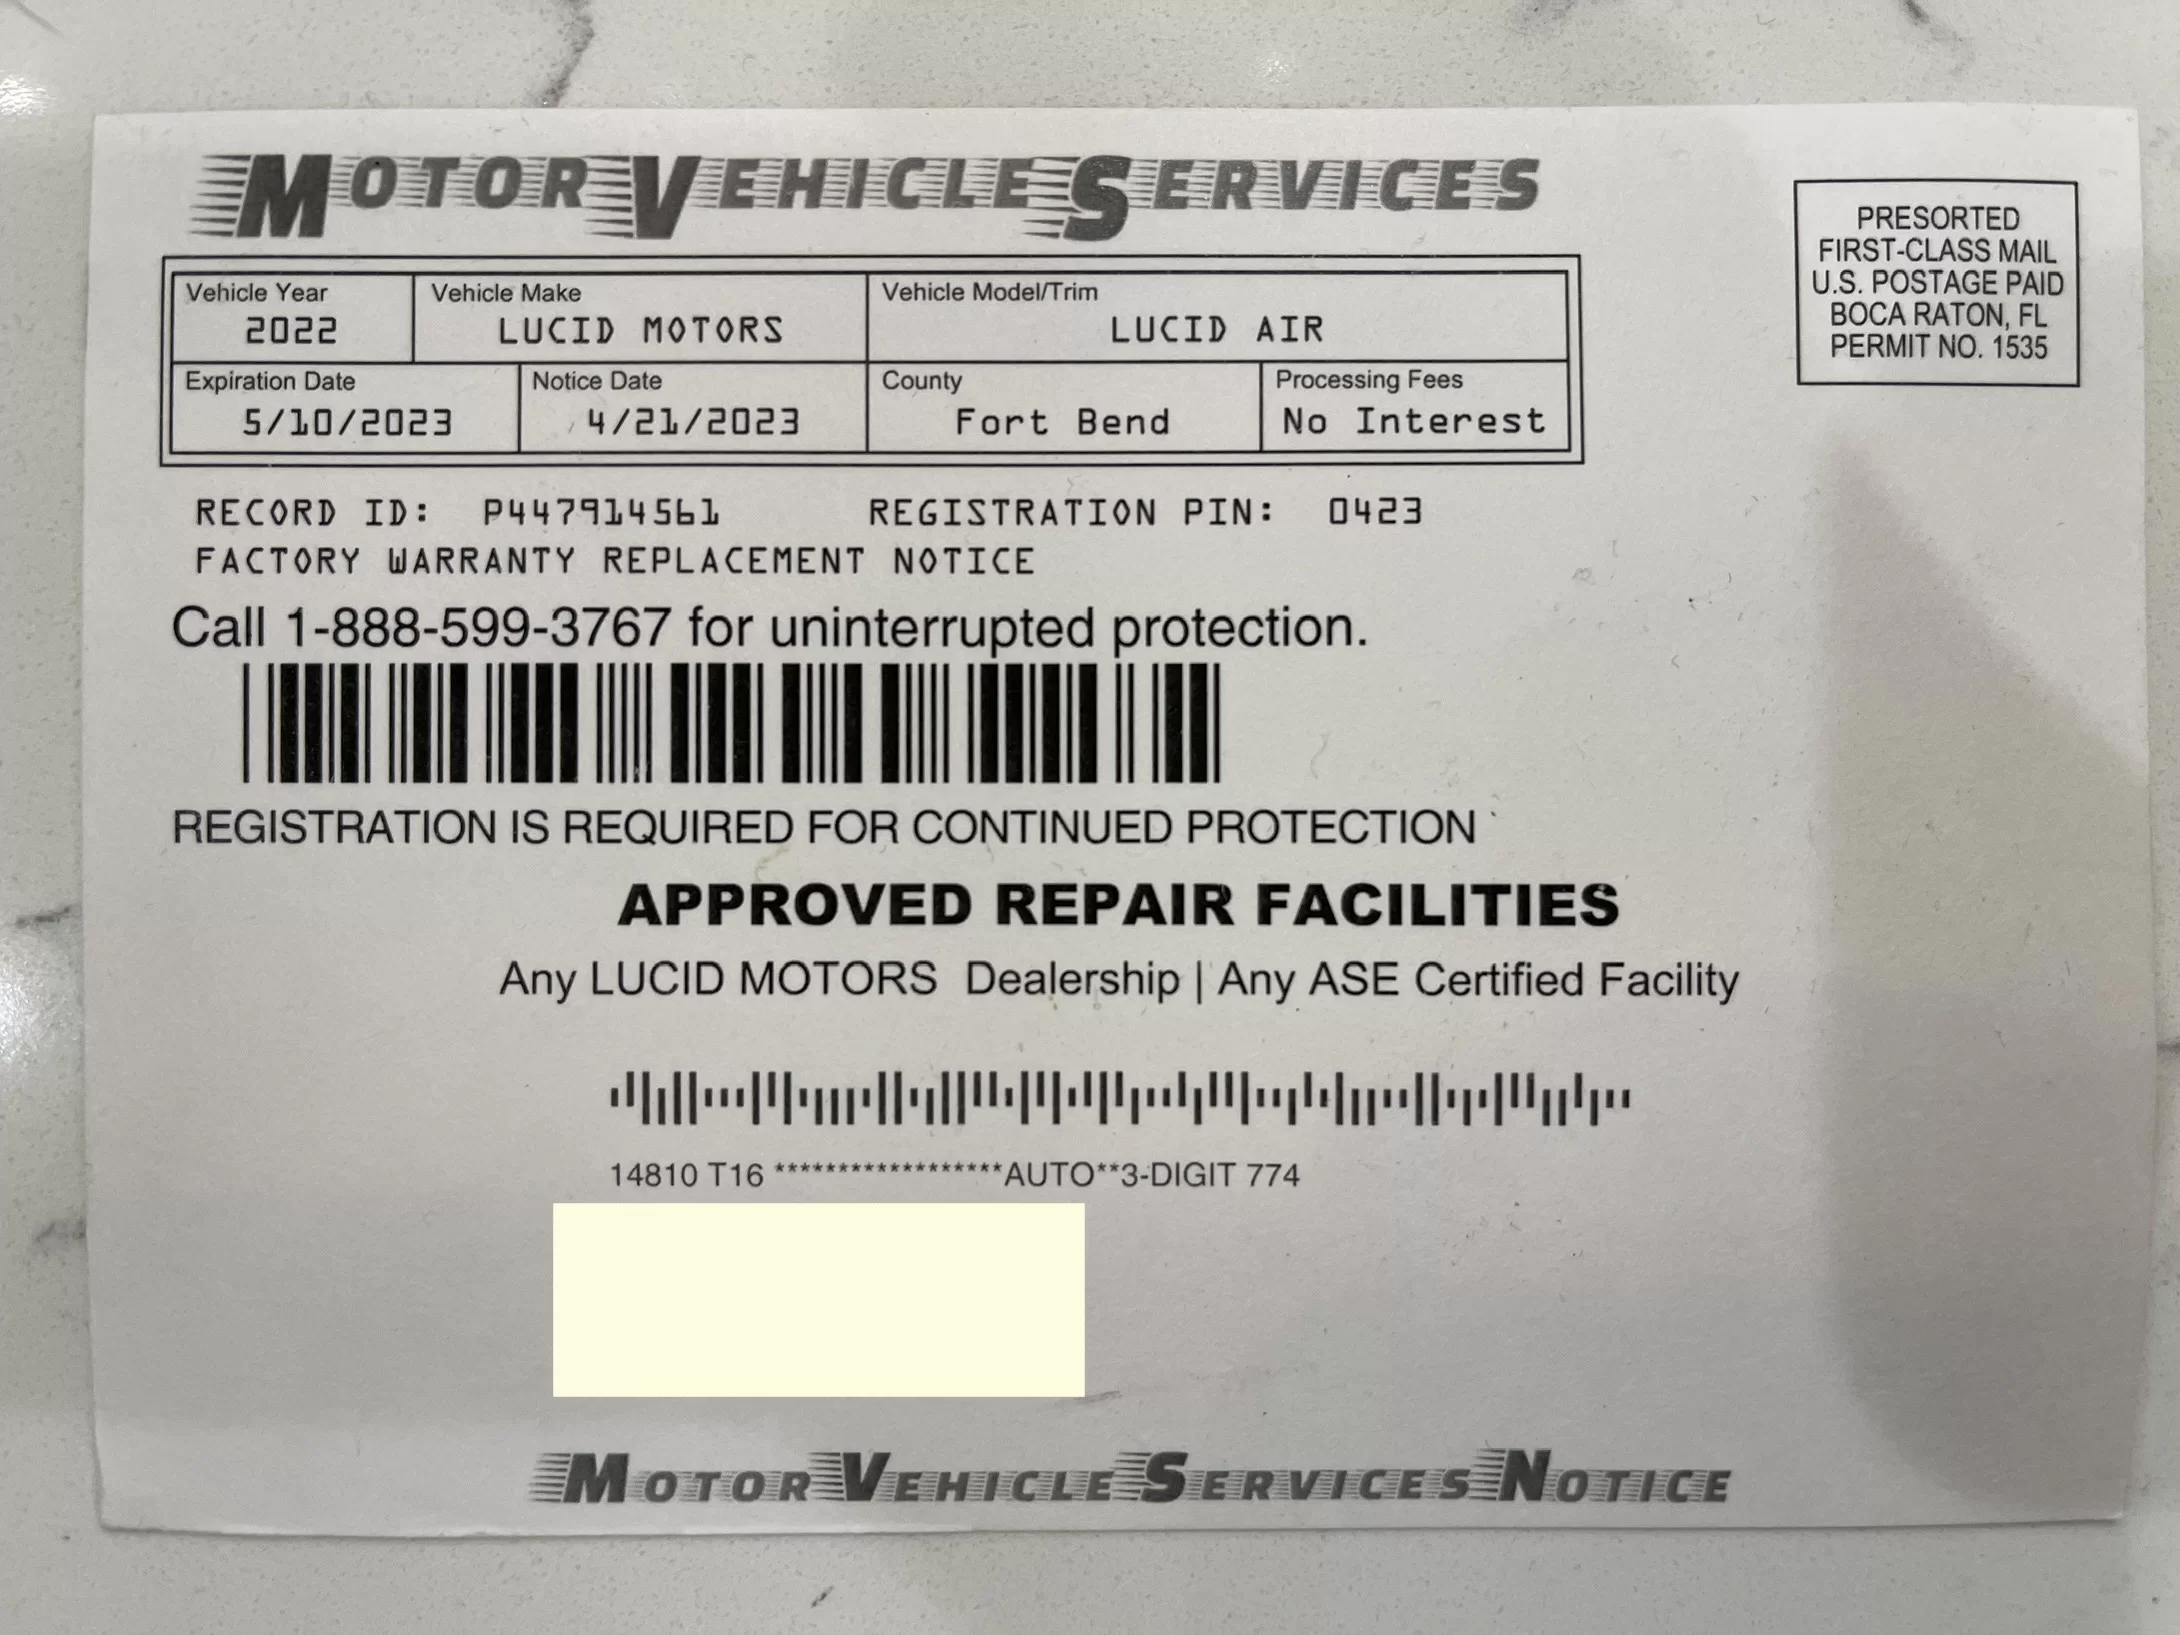 MOTOR VEHICLE SERVICES
PRESORTED
FIRST-CLASS MAIL
U.S. POSTAGE PAID
BOCA RATON, FL
PERMIT NO. 1535
Vehicle Year
2022
Vehicle Make
LUCID MOTORS
Vehicle Model/Trim
LUCID AIR
Expiration Date
5/10/2023
Notice Date
4/21/2023
County
Fort Bend
Processing Fees
No Interest
RECORD ID: P447914561 REGISTRATION PIN: 0423
FACTORY WARRANTY REPLACEMENT NOTICE
Call 1-888-599-3767 for uninterrupted protection.
REGISTRATION IS REQUIRED FOR CONTINUED PROTECTION
APPROVED REPAIR FACILITIES
Any LUCID MOTORS Dealership | Any ASE Certified Facility
14810 T16 ******************AUTO**3-DIGIT 774
MOTOR VEHICLE SERVICES NOTICE